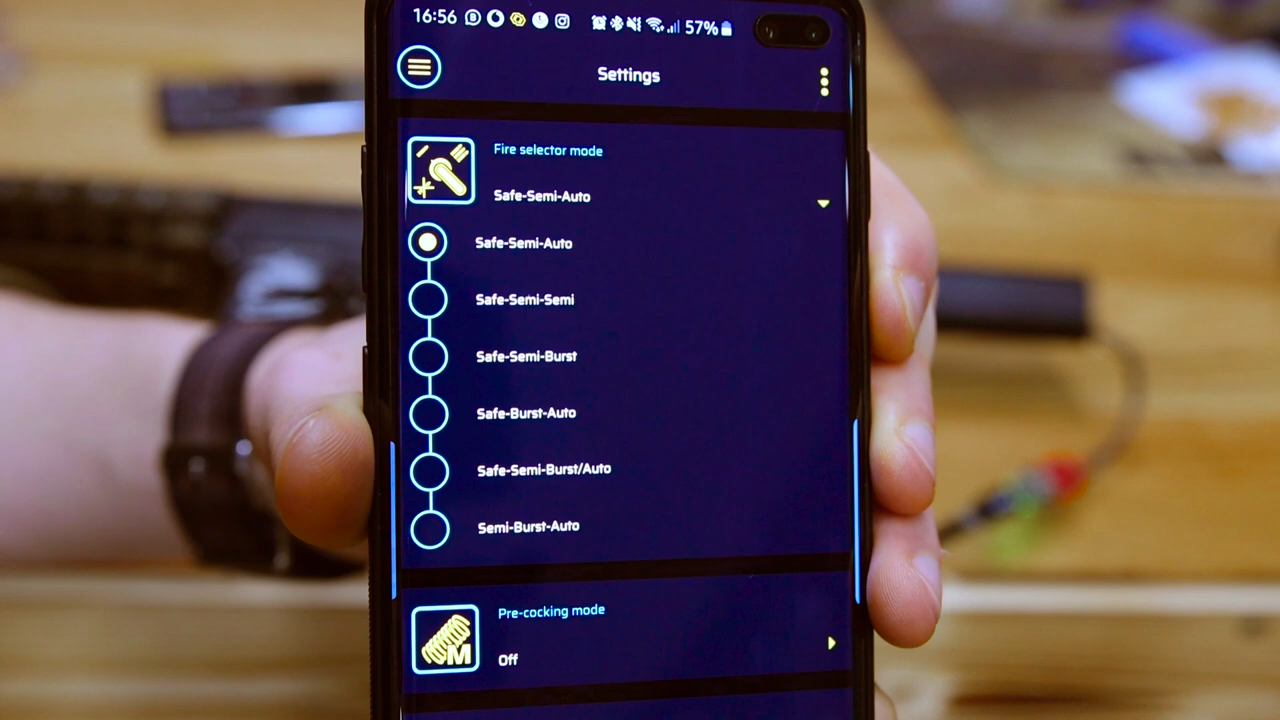 16:56 57%
Settings
Fire selector mode
Safe-Semi-Auto
Safe-Semi-Auto
Safe-Semi-Semi
Safe-Semi-Burst
Safe-Burst-Auto
Safe-Semi-Burst/Auto
Semi-Burst-Auto
Pre-cocking mode
M
Off